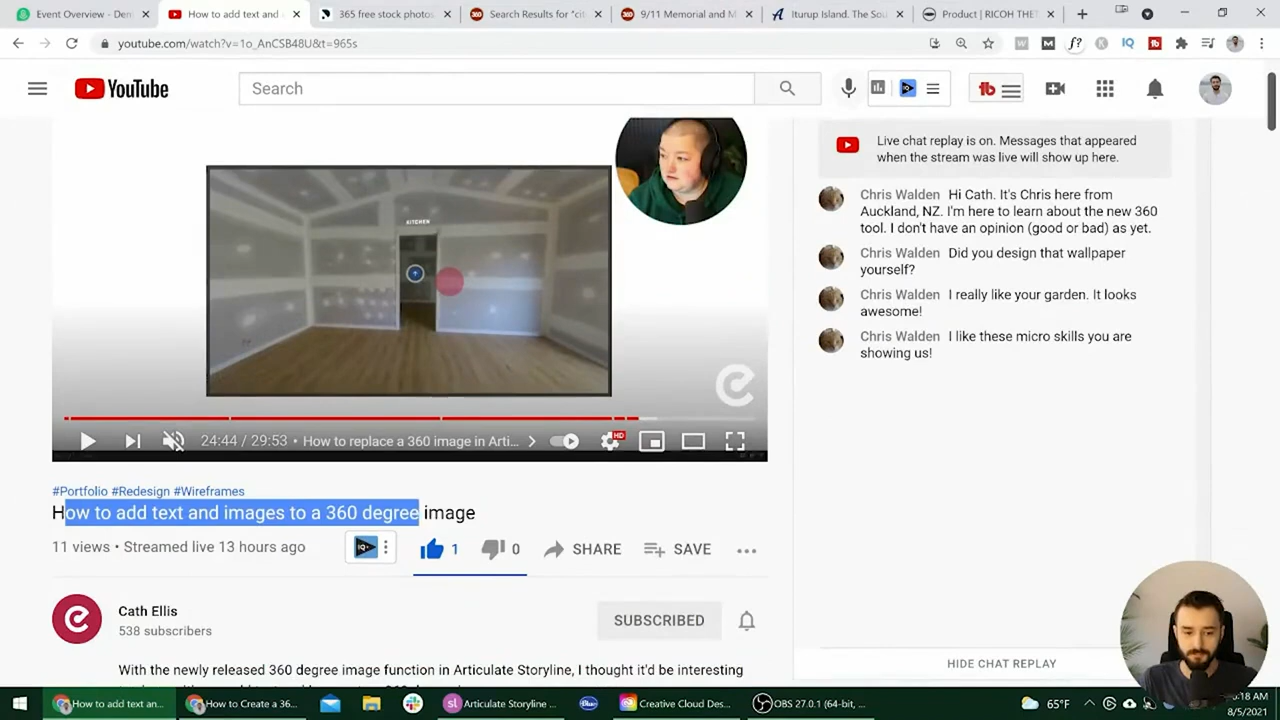 Event Overview - Den
How to add text and
365 free stock photos
Search Results for "cit
9/11 Memorial and M
Iturup Island. The Sou
Product | RICOH THET
youtube.com/watch?v=1o_AnCSB48U&t=965s
YouTube
Search
Live chat replay is on. Messages that appeared
when the stream was live will show up here.
Chris Walden Hi Cath. It's Chris here from
Auckland, NZ. I'm here to learn about the new 360
tool. I don't have an opinion (good or bad) as yet.
Chris Walden Did you design that wallpaper
yourself?
Chris Walden I really like your garden. It looks
awesome!
Chris Walden I like these micro skills you are
showing us!
KITCHEN
24:44 / 29:53 • How to replace a 360 image in Arti...
HD
#Portfolio #Redesign #Wireframes
How to add text and images to a 360 degree image
11 views • Streamed live 13 hours ago
1
0
SHARE
SAVE
Cath Ellis
538 subscribers
SUBSCRIBED
With the newly released 360 degree image function in Articulate Storyline, I thought it'd be interesting
HIDE CHAT REPLAY
How to add text an...
How to Create a 36...
Articulate Storyline ...
Creative Cloud Des...
OBS 27.0.1 (64-bit, ...
65°F
:18 AM
8/5/2021